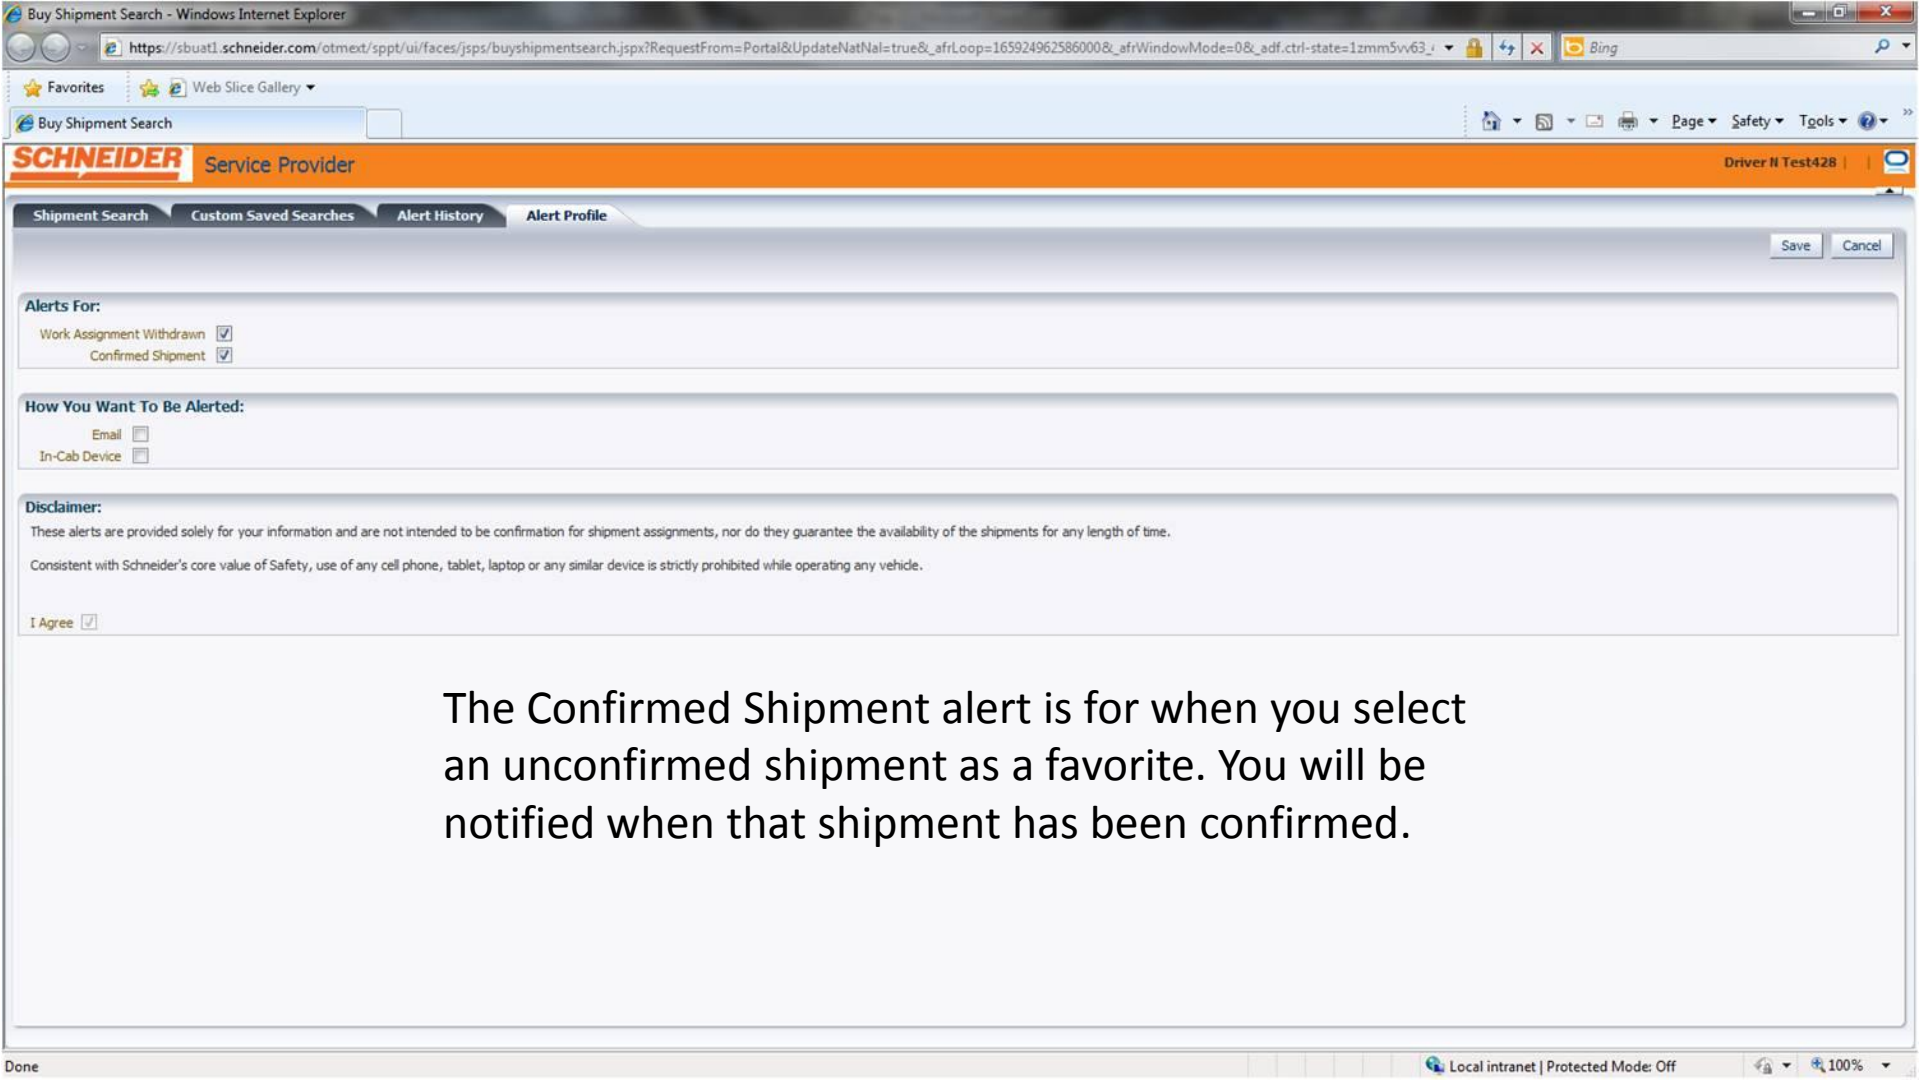 Buy Shipment Search - Windows Internet Explorer
https://sbuat1.schneider.com/otmext/sppt/ui/faces/jsps/buyshipmentsearch.jspx?RequestFrom=Portal&UpdateNatNal=true&_afrLoop=1659249625860008&_afrWindowMode=0&_adf.ctrl-state=1zmm5vv63_
Bing
Favorites Web Slice Gallery
Buy Shipment Search
Page Safety Tools
SCHNEIDER Service Provider
Driver N Test428 | |
Shipment Search Custom Saved Searches Alert History Alert Profile
Save Cancel
Alerts For:
Work Assignment Withdrawn
Confirmed Shipment
How You Want To Be Alerted:
Email
In-Cab Device
Disclaimer:
These alerts are provided solely for your information and are not intended to be confirmation for shipment assignments, nor do they guarantee the availability of the shipments for any length of time.
Consistent with Schneider's core value of Safety, use of any cell phone, tablet, laptop or any similar device is strictly prohibited while operating any vehicle.
I Agree
The Confirmed Shipment alert is for when you select
an unconfirmed shipment as a favorite. You will be
notified when that shipment has been confirmed.
Done
Local intranet | Protected Mode: Off
100%